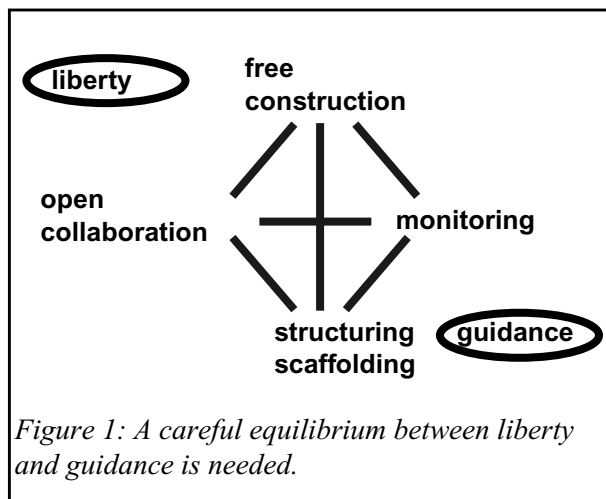 liberty
free
construction
open
collaboration
monitoring
structuring
scaffolding
guidance
Figure 1: A careful equilibrium between liberty
and guidance is needed.